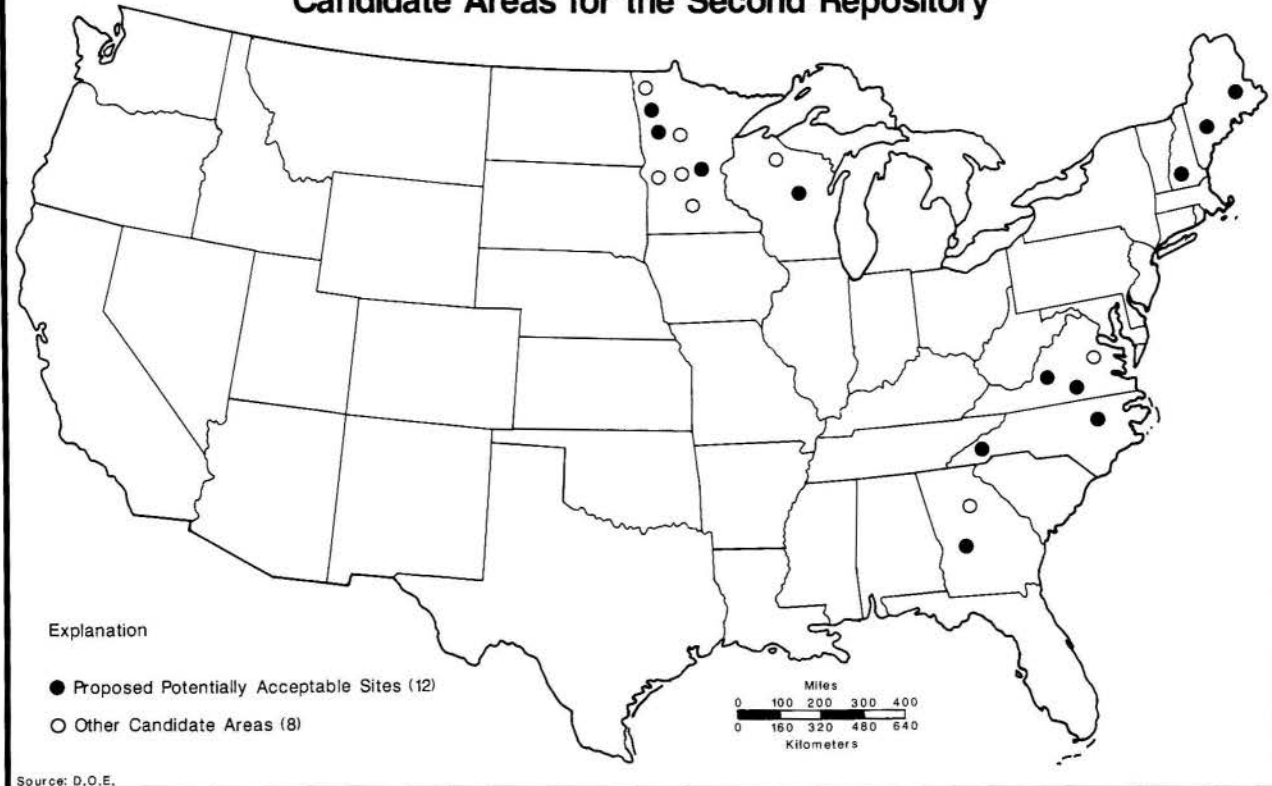 Candidate Areas for the Second Repository
Explanation
Proposed Potentially Acceptable Sites (12)
Other Candidate Areas (8)
Miles
0 100 200 300 400
0 160 320 480 640
Kilometers
Source: D.O.E.